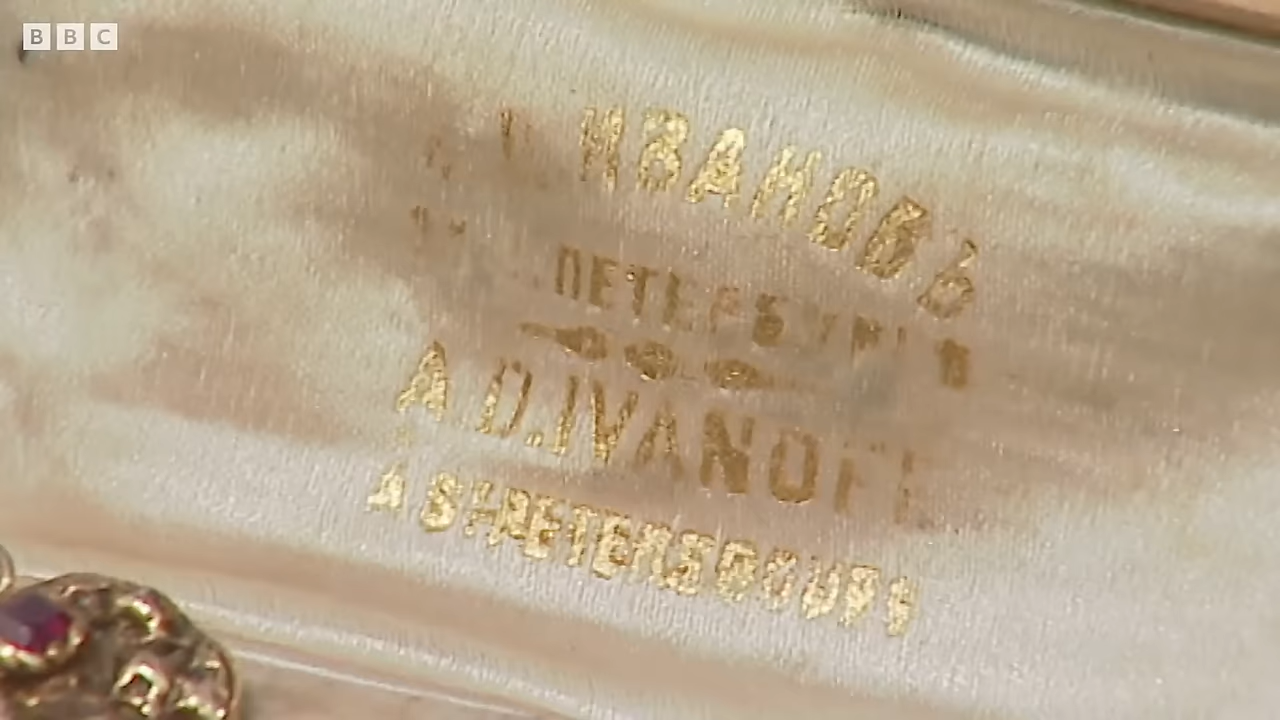 BBC
ИВАНОВЪ
ПЕТЕРБУРГЪ
A D. IVANOFF
A ST PETERSBOURG